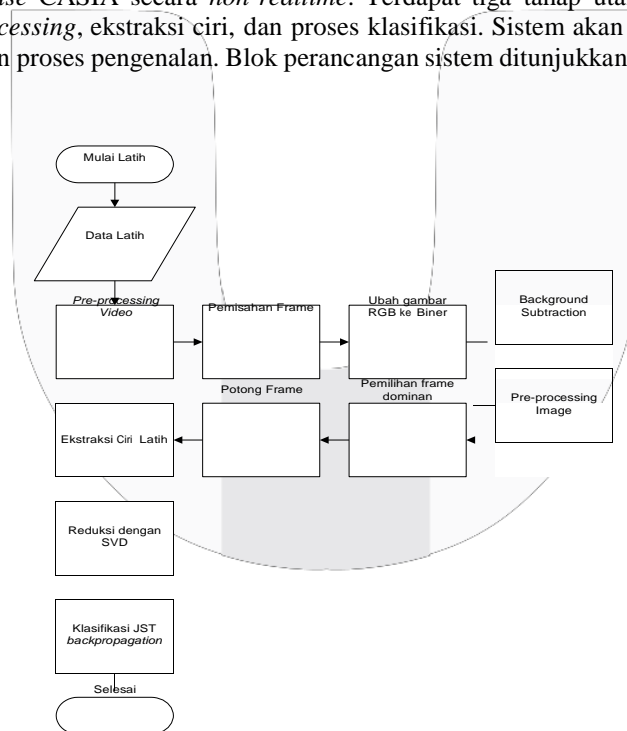 se CASIA secara non realtime. Terdapat tiga tahap uta
cessing, ekstraksi ciri, dan proses klasifikasi. Sistem akan
n proses pengenalan. Blok perancangan sistem ditunjukkan
Mulai Latih
Data Latih
Pre-processing
Video
Pemisahan Frame
Ubah gambar
RGB ke Biner
Background
Subtraction
Pre-processing
Image
Pemilihan frame
dominan
Potong Frame
Ekstraksi Ciri Latih
Reduksi dengan
SVD
Klasifikasi JST
backpropagation
Selesai